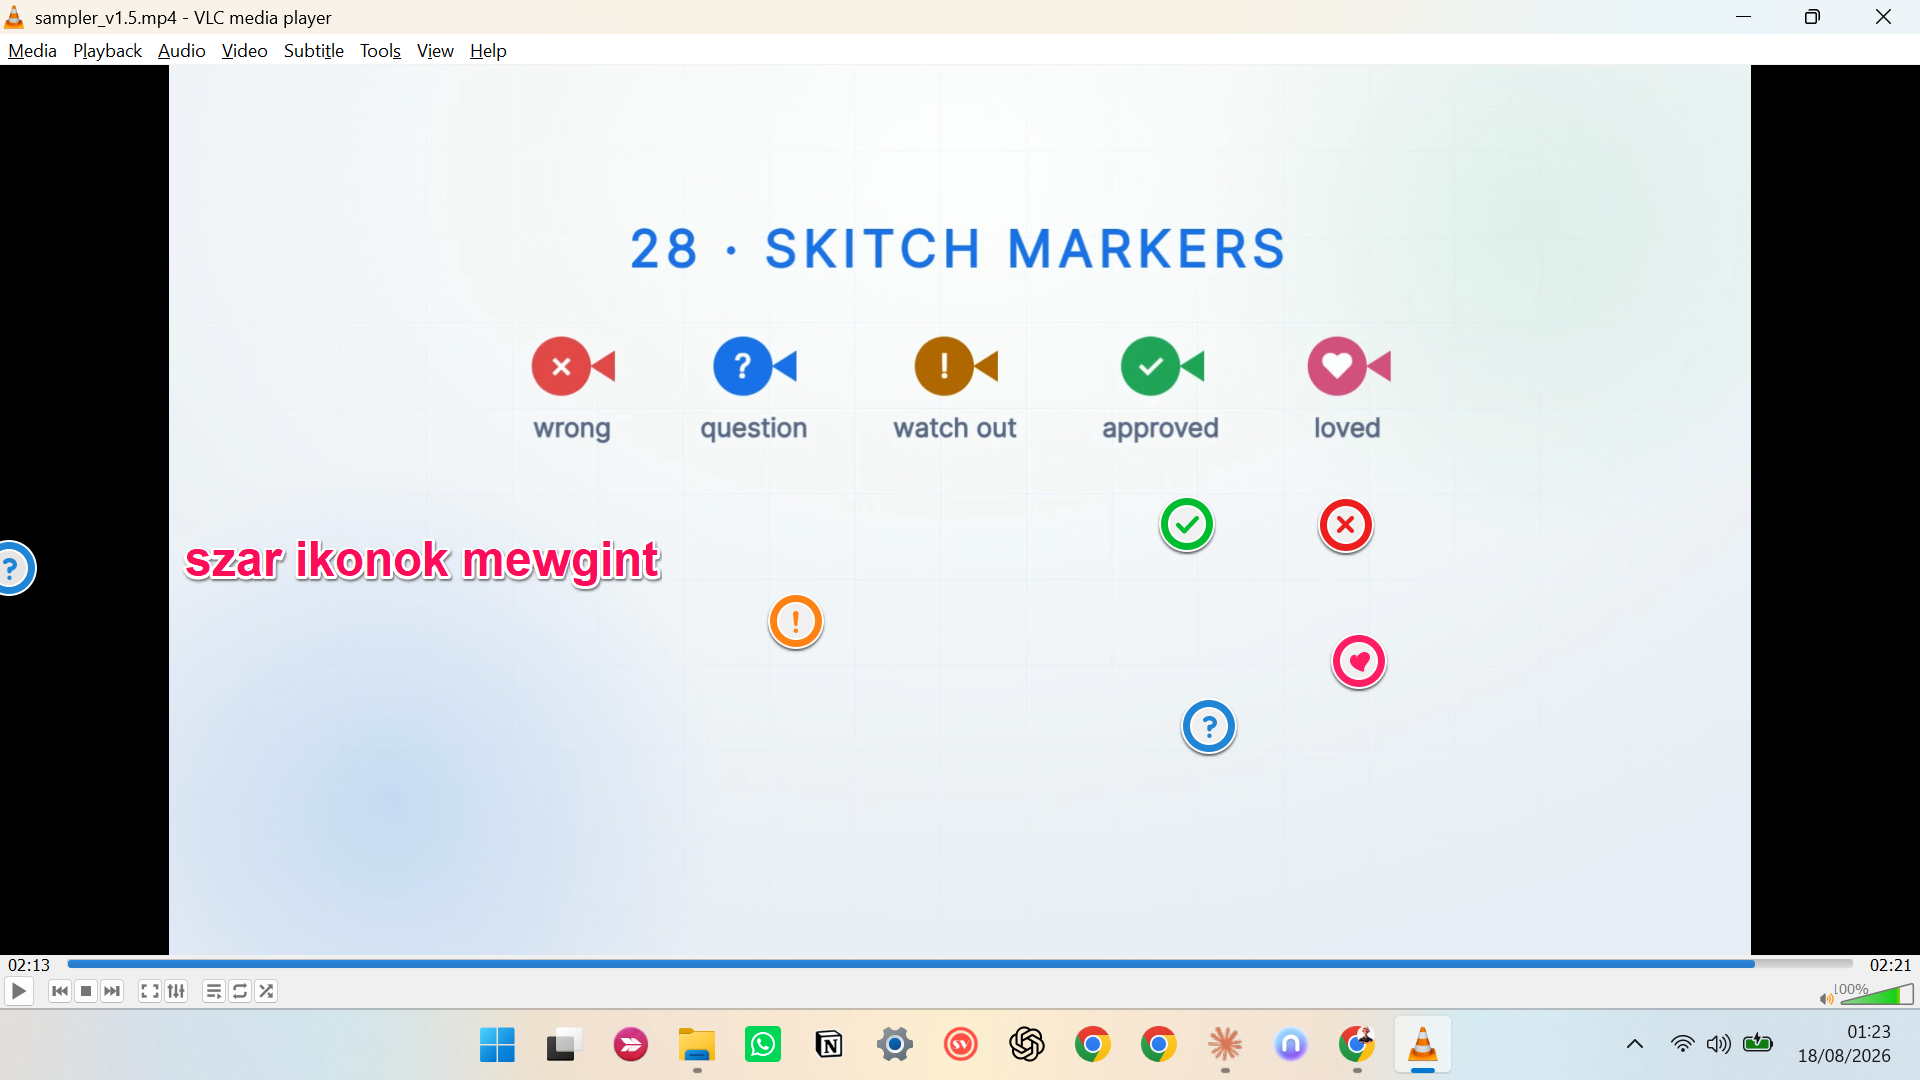 sampler_v1.5.mp4 - VLC media player
Media Playback Audio Video Subtitle Tools View Help
28 · SKITCH MARKERS
? !
wrong question watch out approved loved
szar ikonok mewgint
?
!
?
02:13 02:21
100%
01:23
18/08/2026